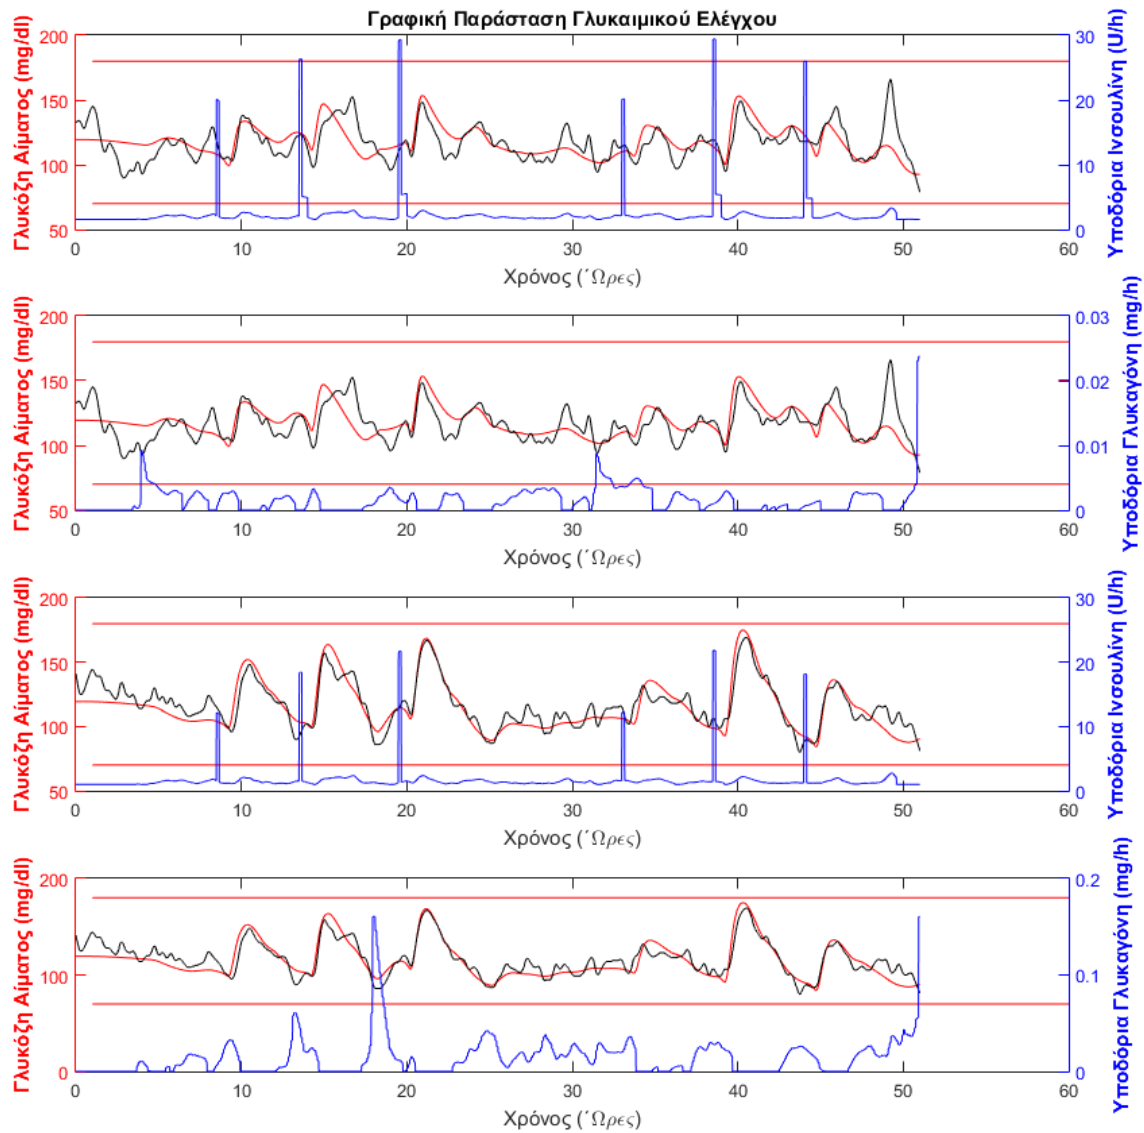 Γραφική Παράσταση Γλυκαιμικού Ελέγχου
Γλυκόζη Αίματος (mg/dl)
200
150
100
50
0 10 20 30 40 50 60
Χρόνος (΄Ωρες)
30
20
10
0
Υποδόρια Ινσουλίνη (U/h)
Γλυκόζη Αίματος (mg/dl)
200
150
100
50
0 10 20 30 40 50 60
Χρόνος (΄Ωρες)
0.03
0.02
0.01
0
Υποδόρια Γλυκαγόνη (mg/h)
Γλυκόζη Αίματος (mg/dl)
200
150
100
50
0 10 20 30 40 50 60
Χρόνος (΄Ωρες)
30
20
10
0
Υποδόρια Ινσουλίνη (U/h)
Γλυκόζη Αίματος (mg/dl)
200
100
0
0 10 20 30 40 50 60
Χρόνος (΄Ωρες)
0.2
0.1
0
Υποδόρια Γλυκαγόνη (mg/h)